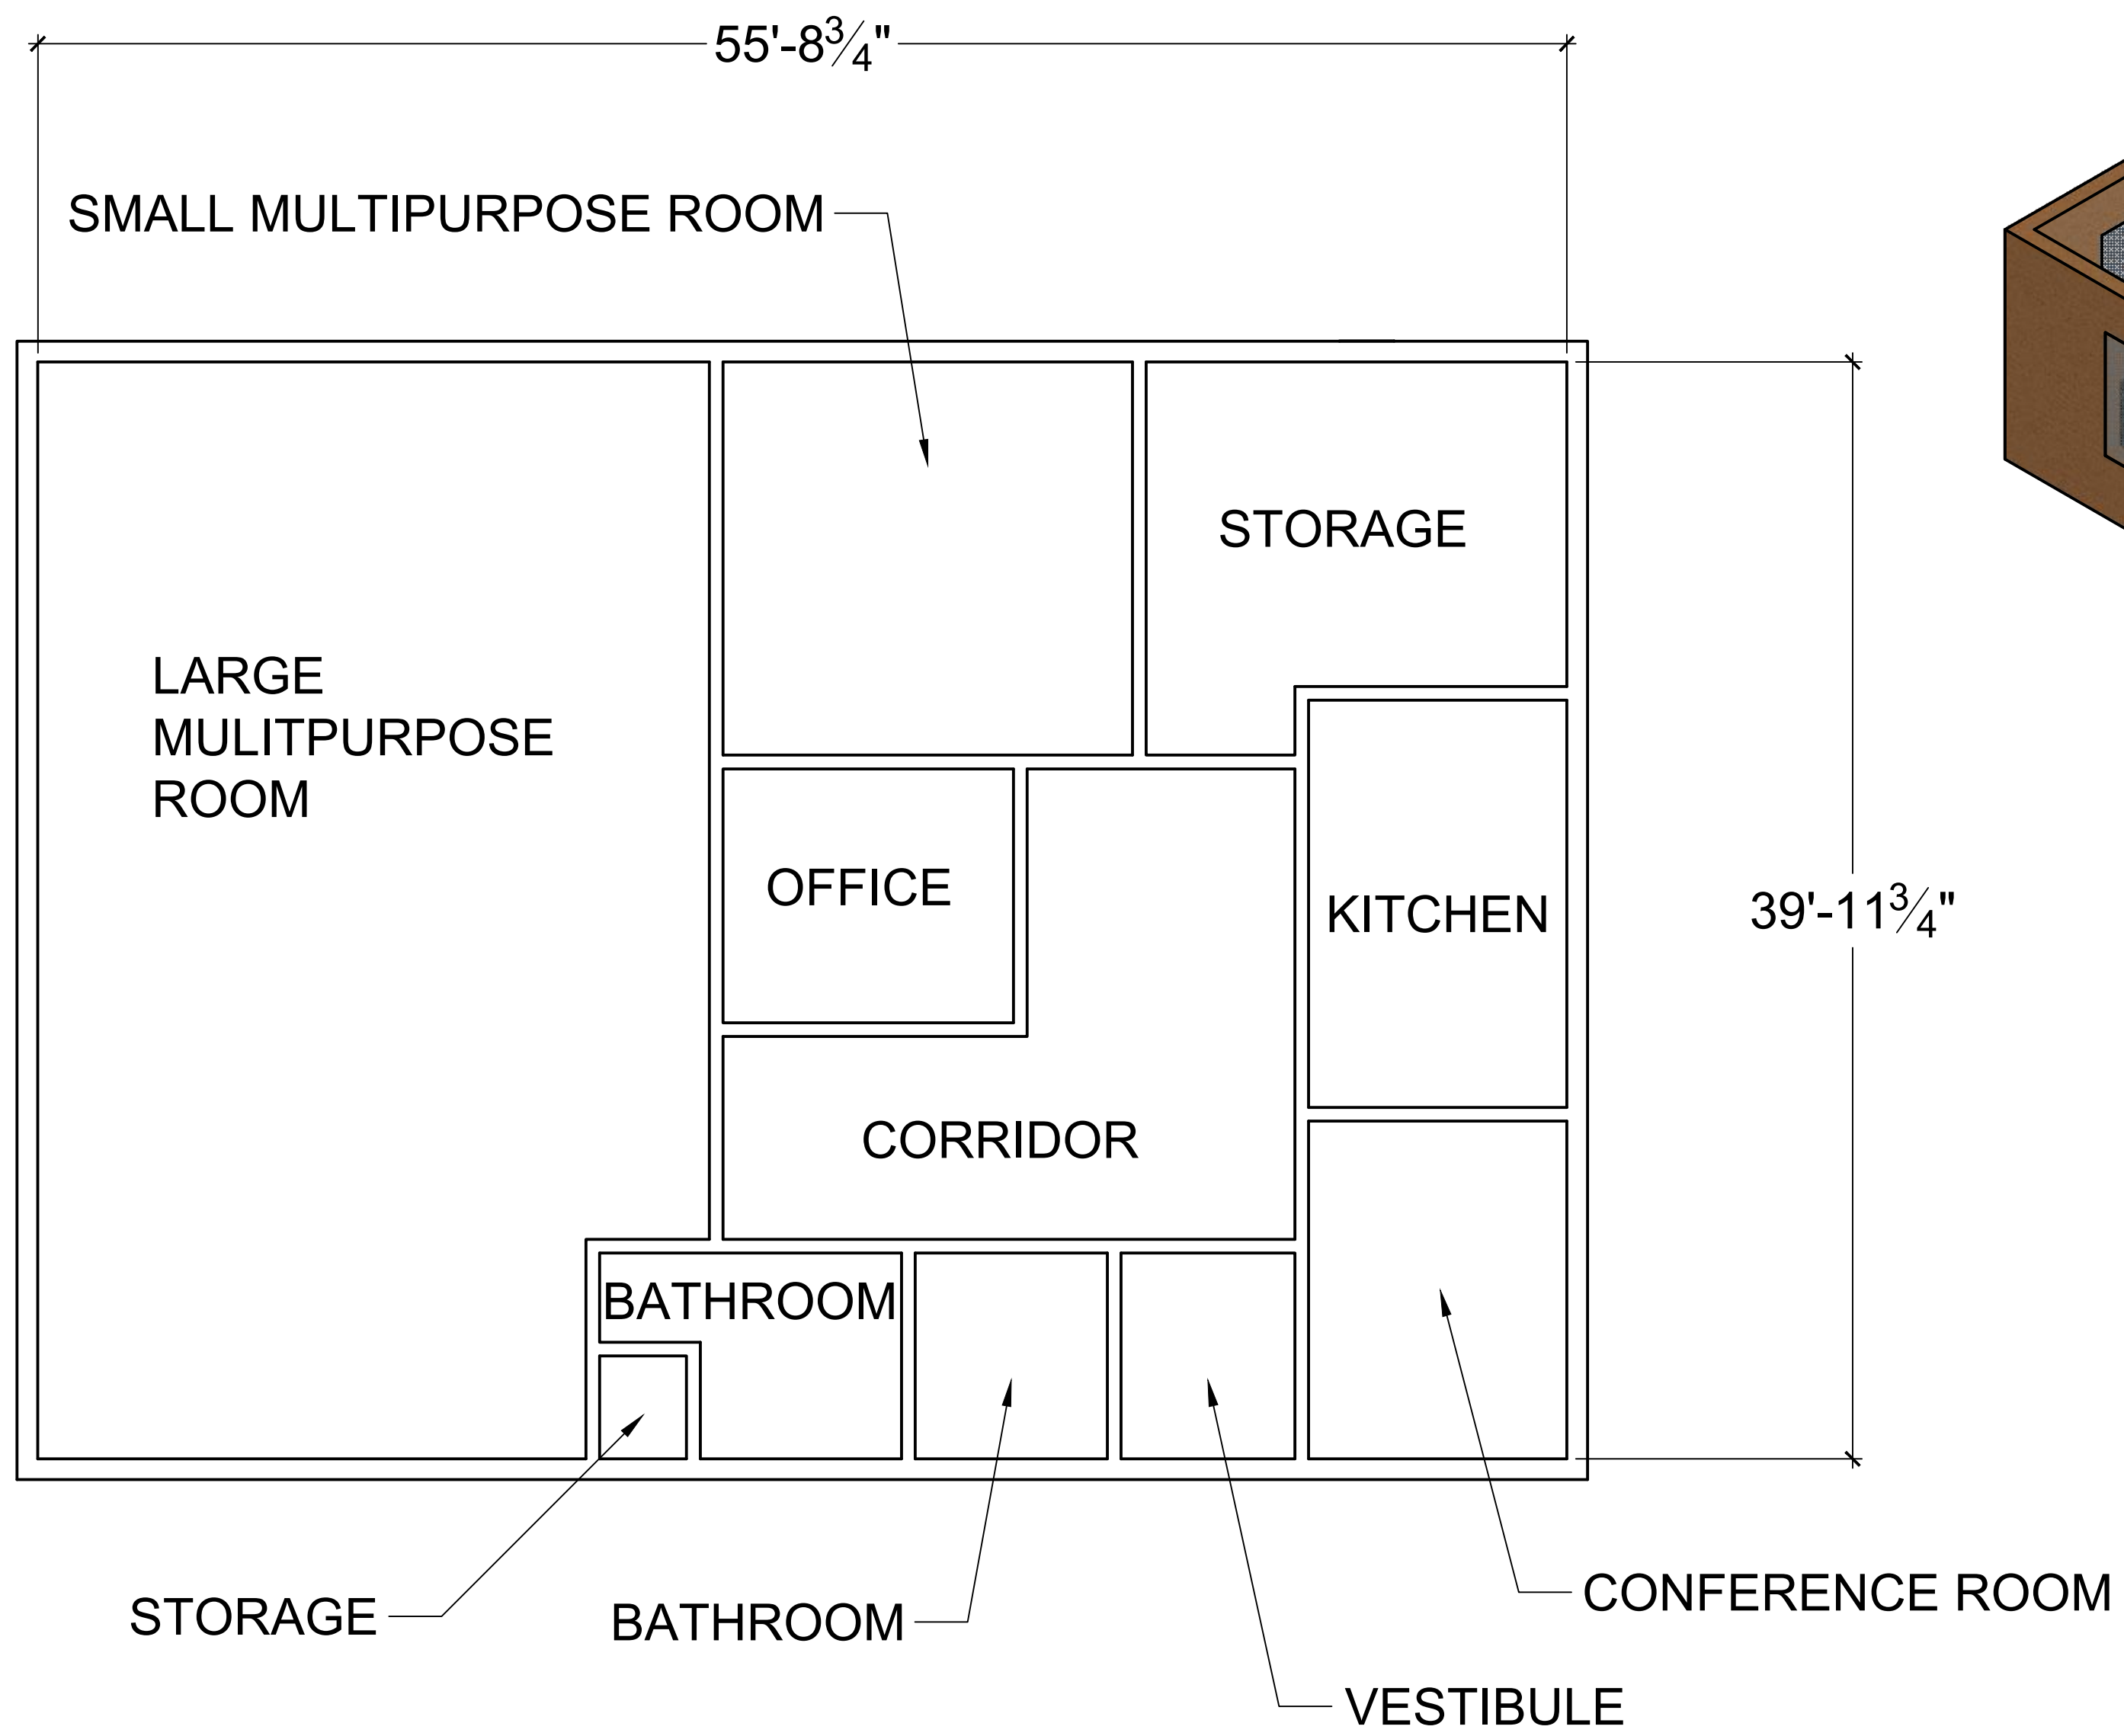 55'-8¾"
SMALL MULTIPURPOSE ROOM
STORAGE
LARGE
MULITPURPOSE
ROOM
OFFICE
KITCHEN
39'-11¾"
CORRIDOR
BATHROOM
STORAGE
BATHROOM
CONFERENCE ROOM
VESTIBULE